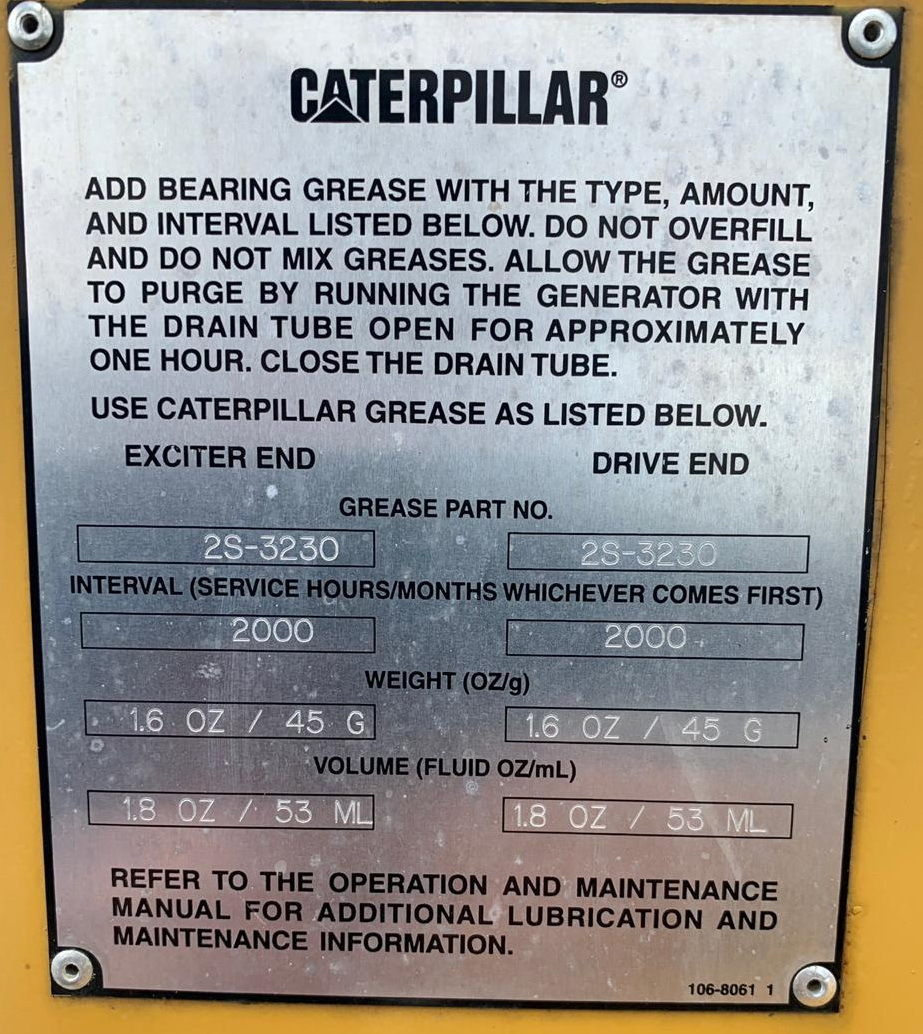 CATERPILLAR®
ADD BEARING GREASE WITH THE TYPE, AMOUNT,
AND INTERVAL LISTED BELOW. DO NOT OVERFILL
AND DO NOT MIX GREASES. ALLOW THE GREASE
TO PURGE BY RUNNING THE GENERATOR WITH
THE DRAIN TUBE OPEN FOR APPROXIMATELY
ONE HOUR. CLOSE THE DRAIN TUBE.
USE CATERPILLAR GREASE AS LISTED BELOW.
EXCITER END DRIVE END
GREASE PART NO.
2S-3230 2S-3230
INTERVAL (SERVICE HOURS/MONTHS WHICHEVER COMES FIRST)
2000 2000
WEIGHT (OZ/g)
1.6 OZ / 45 G 1.6 OZ / 45 G
VOLUME (FLUID OZ/mL)
1.8 OZ / 53 ML 1.8 OZ / 53 ML
REFER TO THE OPERATION AND MAINTENANCE
MANUAL FOR ADDITIONAL LUBRICATION AND
MAINTENANCE INFORMATION.
106-8061 1